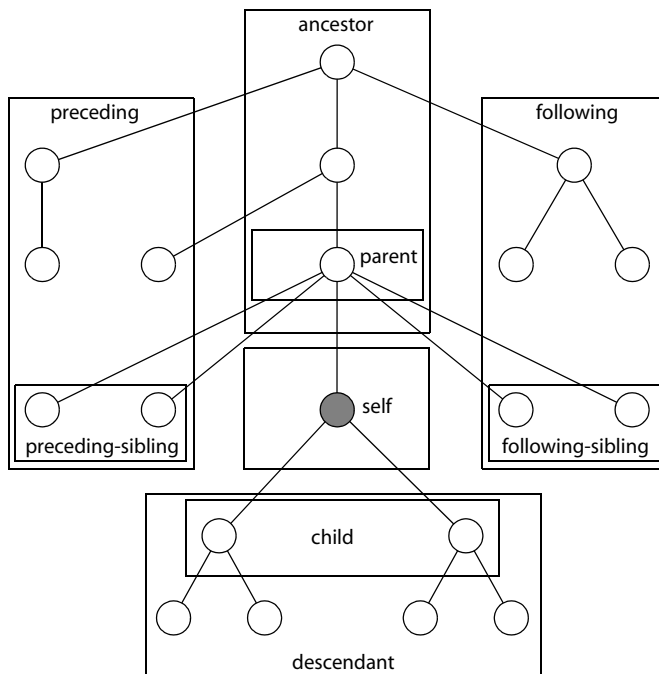 ancestor
preceding
following
parent
self
preceding-sibling
following-sibling
child
descendant